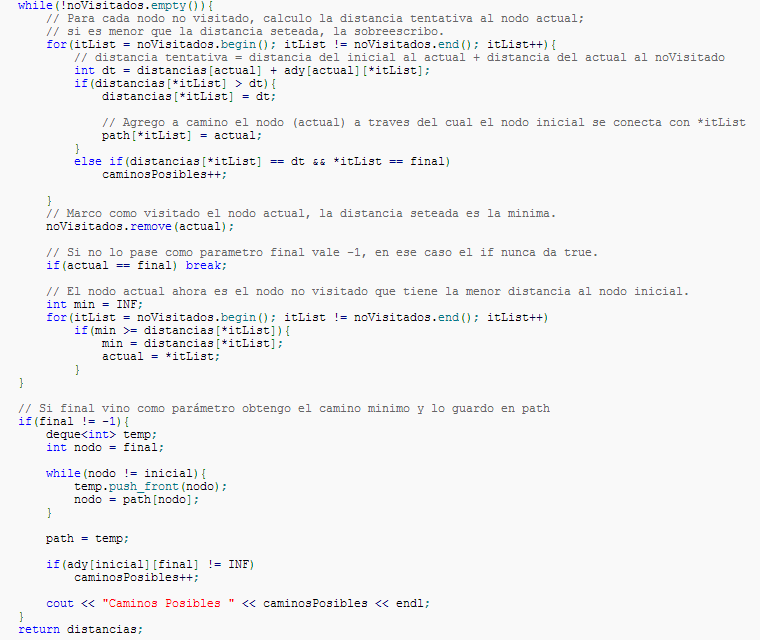 while(!noVisitados.empty()){
// Para cada nodo no visitado, calculo la distancia tentativa al nodo actual;
// si es menor que la distancia seteada, la sobreescribo.
for(itList = noVisitados.begin(); itList != noVisitados.end(); itList++){
// distancia tentativa = distancia del inicial al actual + distancia del actual al noVisitado
int dt = distancias[actual] + ady[actual][*itList];
if(distancias[*itList] > dt){
distancias[*itList] = dt;
// Agrego a camino el nodo (actual) a traves del cual el nodo inicial se conecta con *itList
path[*itList] = actual;
}
else if(distancias[*itList] == dt && *itList == final)
caminosPosibles++;
}
// Marco como visitado el nodo actual, la distancia seteada es la minima.
noVisitados.remove(actual);
// Si no lo pase como parametro final vale -1, en ese caso el if nunca da true.
if(actual == final) break;
// El nodo actual ahora es el nodo no visitado que tiene la menor distancia al nodo inicial.
int min = INF;
for(itList = noVisitados.begin(); itList != noVisitados.end(); itList++)
if(min >= distancias[*itList]){
min = distancias[*itList];
actual = *itList;
}
}
// Si final vino como parámetro obtengo el camino minimo y lo guardo en path
if(final != -1){
deque<int> temp;
int nodo = final;
while(nodo != inicial){
temp.push_front(nodo);
nodo = path[nodo];
}
path = temp;
if(ady[inicial][final] != INF)
caminosPosibles++;
cout << "Caminos Posibles " << caminosPosibles << endl;
}
return distancias;